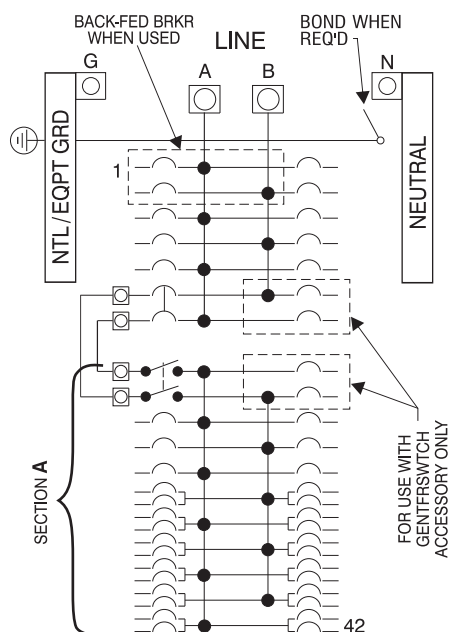 BACK-FED BRKR
WHEN USED
LINE
BOND WHEN
REQ'D
G
A
B
N
NTL/EQPT GRD
NEUTRAL
1
SECTION A
FOR USE WITH
GENTFRSWTCH
ACCESSORY ONLY
42